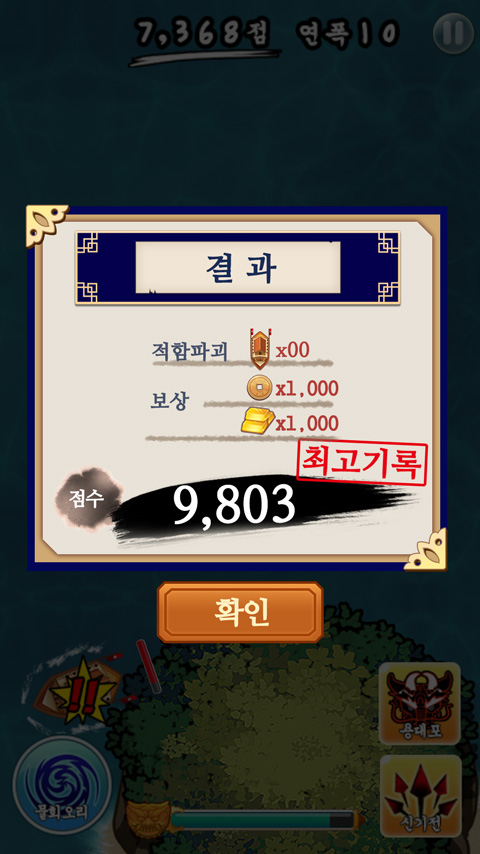 7,368점 연폭10
결과
적함파괴 x00
보상 x1,000
x1,000
최고기록
점수 9,803
확인
!!
용대포
물회오리
신기전